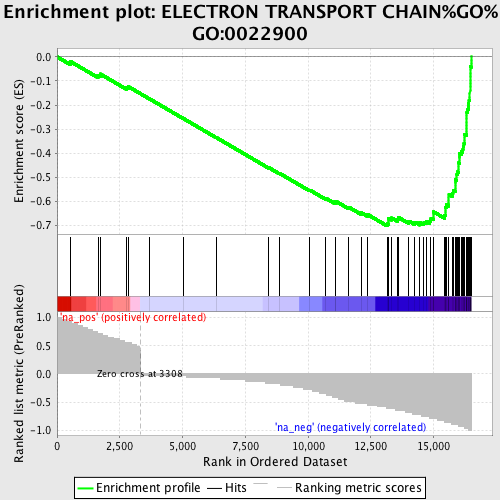 Enrichment plot: ELECTRON TRANSPORT CHAIN%GO%
GO:0022900
Enrichment score (ES)
0.0
-0.1
-0.2
-0.3
-0.4
-0.5
-0.6
-0.7
Ranked list metric (PreRanked)
1.0
0.5
0.0
-0.5
-1.0
'na_pos' (positively correlated)
Zero cross at 3308
'na_neg' (negatively correlated)
0 2,500 5,000 7,500 10,000 12,500 15,000
Rank in Ordered Dataset
Enrichment profile Hits Ranking metric scores